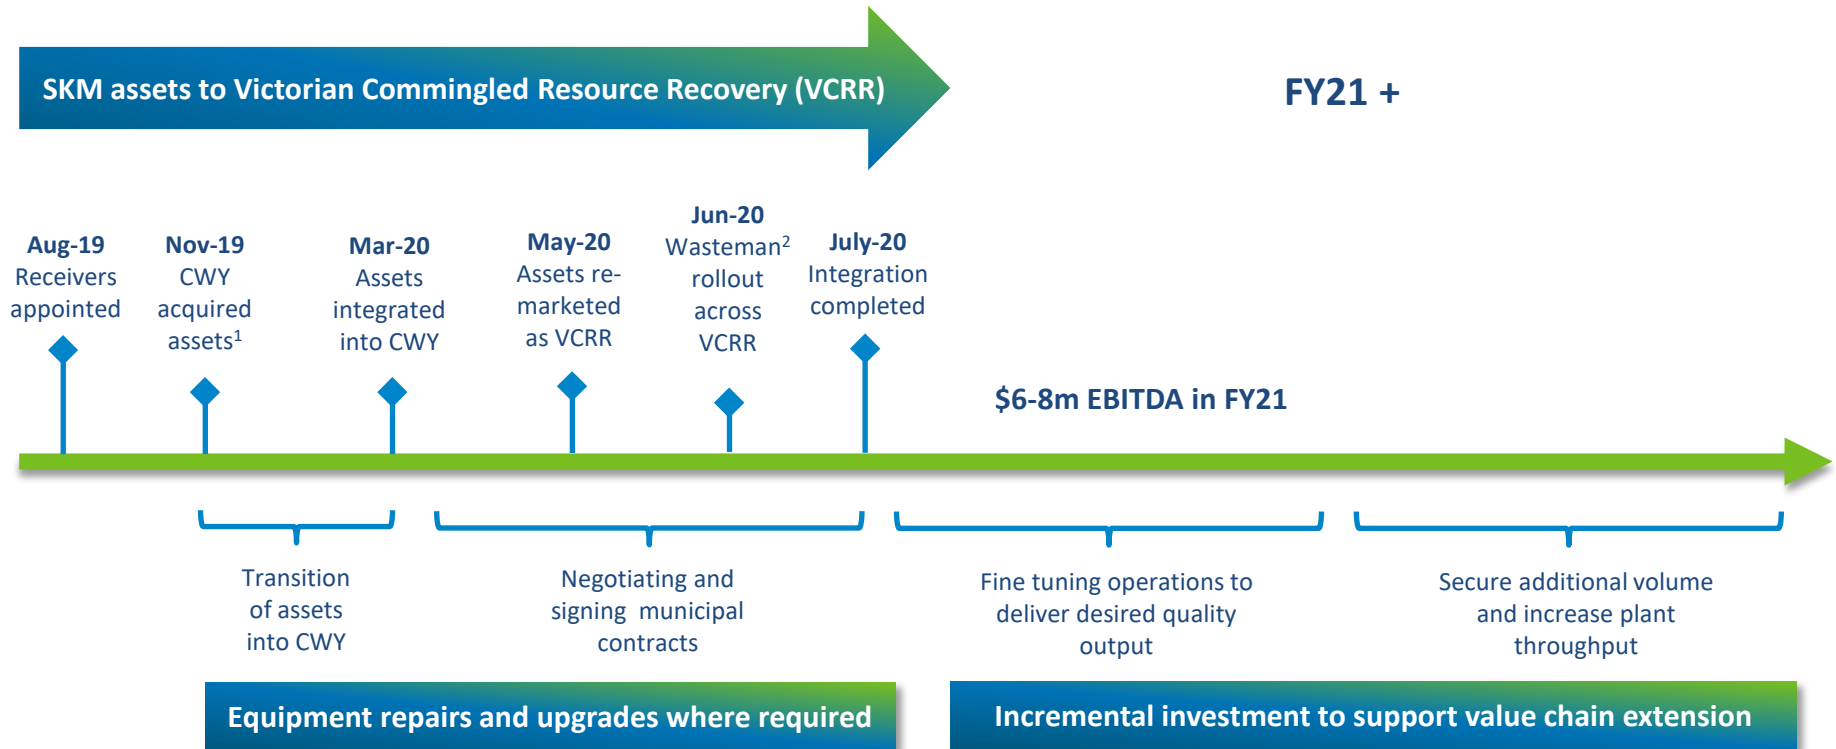 SKM assets to Victorian Commingled Resource Recovery (VCRR)
FY21 +
Aug-19
Receivers
appointed
Nov-19
CWY
acquired
assets1
Mar-20
Assets
integrated
into CWY
May-20
Assets re-
marketed
as VCRR
Jun-20
Wasteman2
rollout
across
VCRR
July-20
Integration
completed
$6-8m EBITDA in FY21
Transition
of assets
into CWY
Negotiating and
signing municipal
contracts
Fine tuning operations to
deliver desired quality
output
Secure additional volume
and increase plant
throughput
Equipment repairs and upgrades where required
Incremental investment to support value chain extension